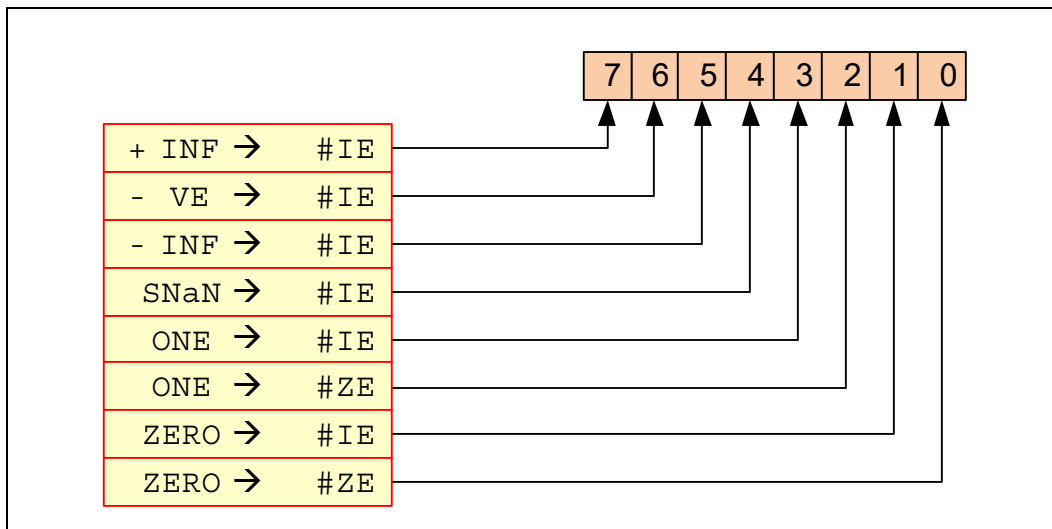 7 6 5 4 3 2 1 0
+ INF → #IE
- VE → #IE
- INF → #IE
SNaN → #IE
ONE → #IE
ONE → #ZE
ZERO → #IE
ZERO → #ZE